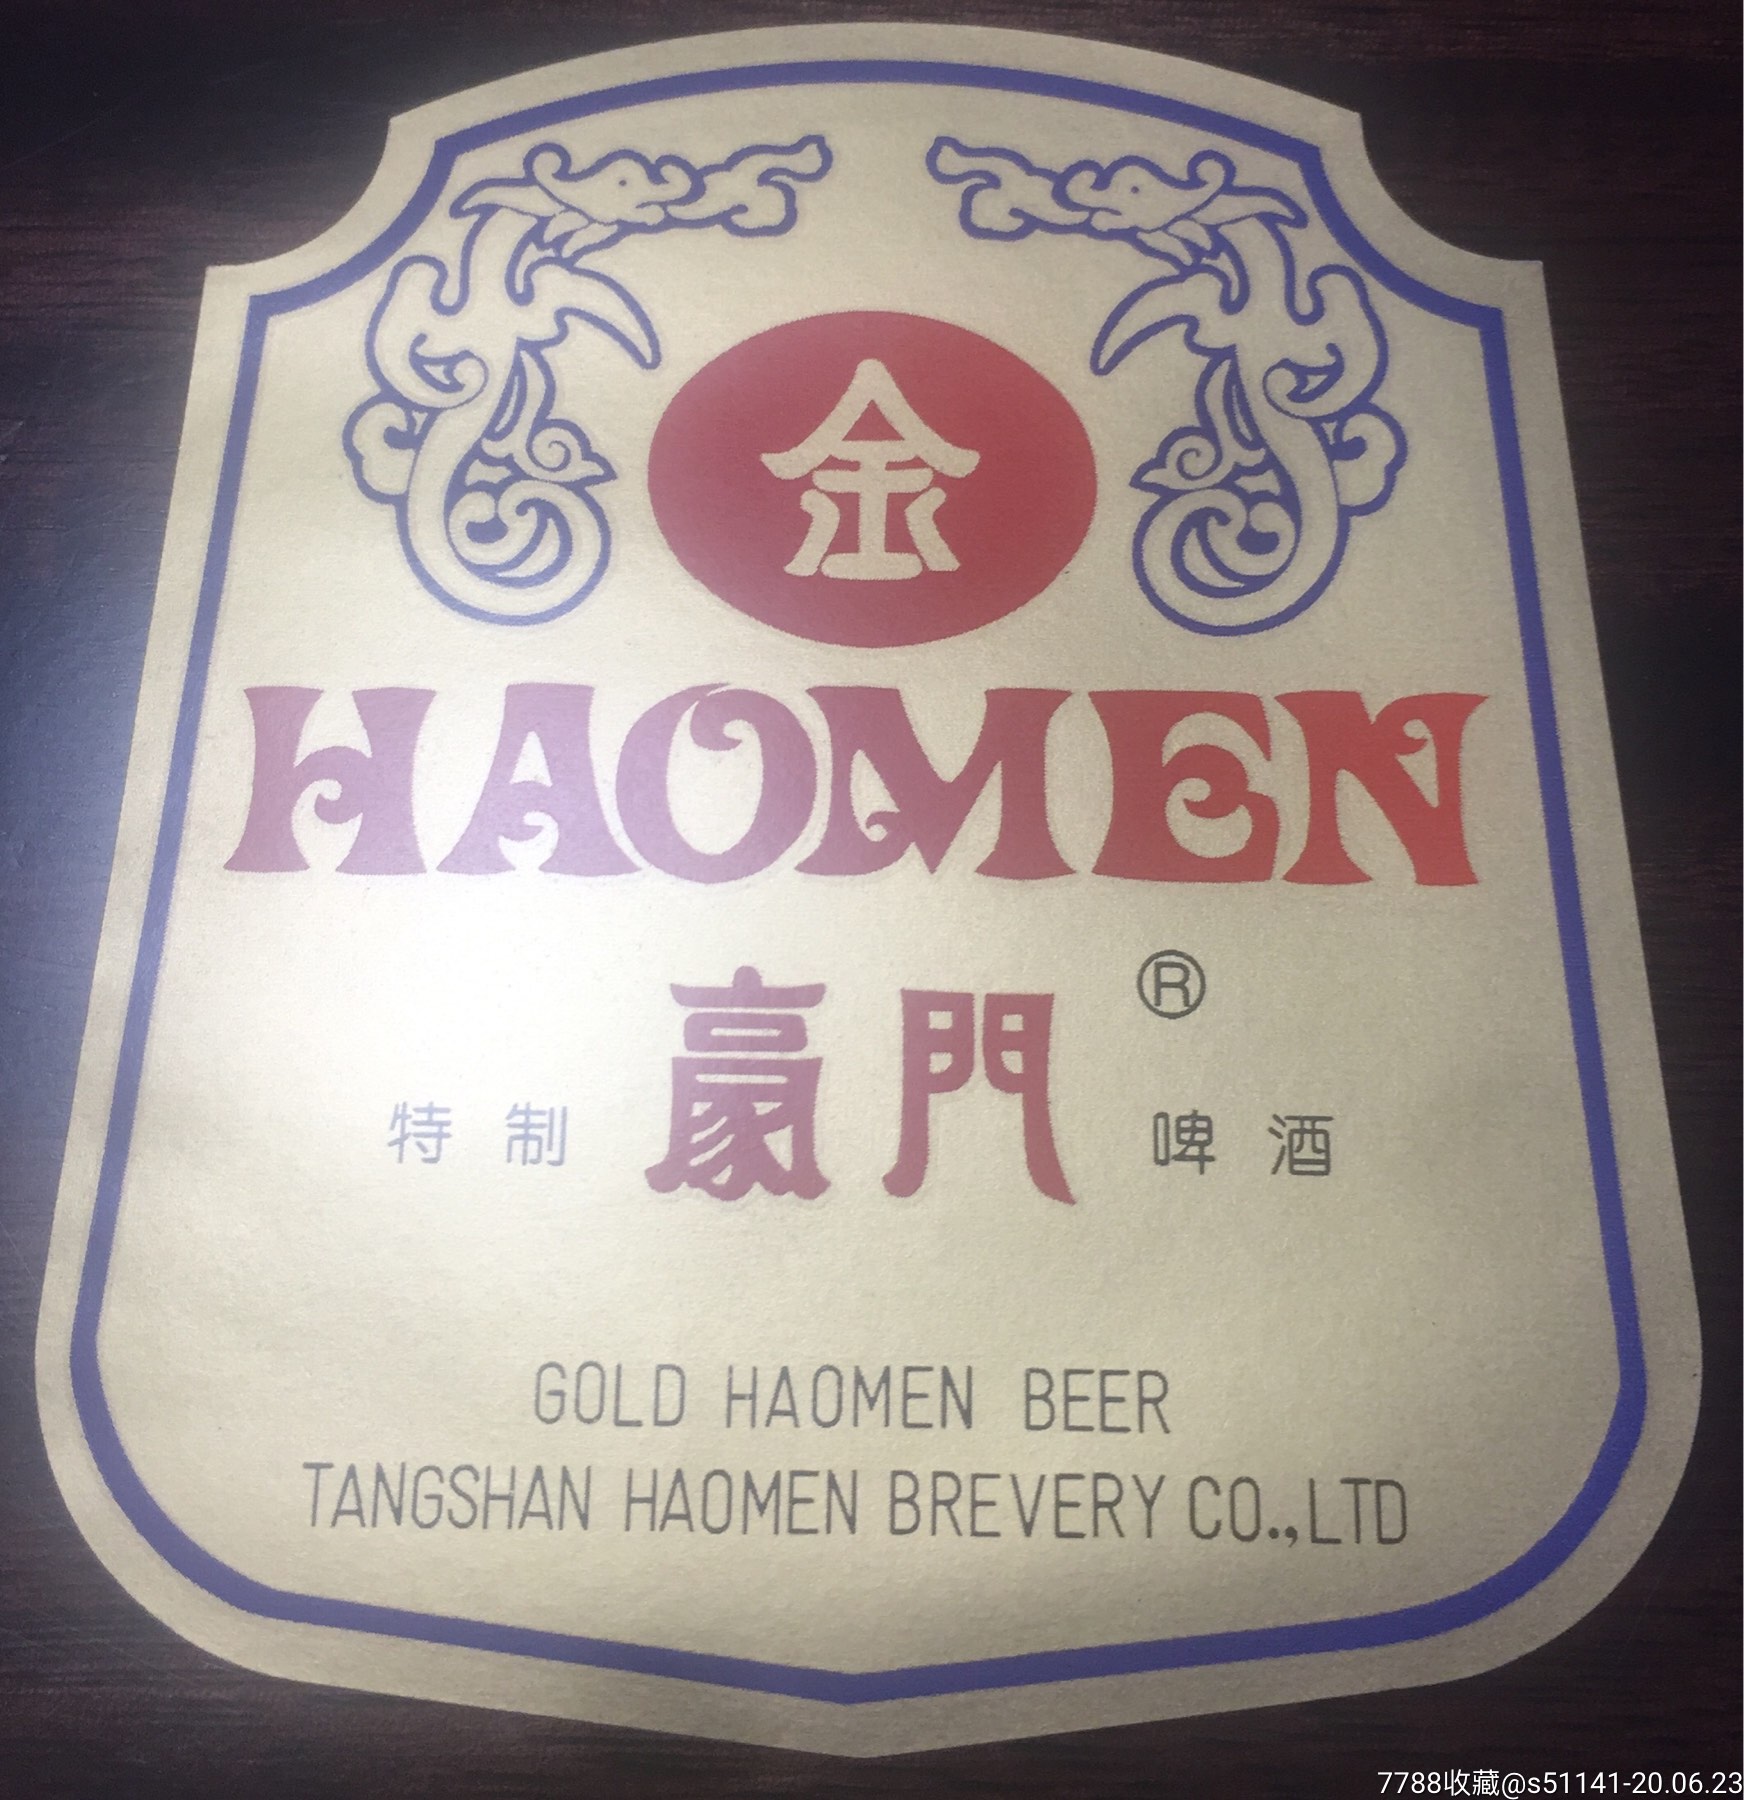 金
HAOMEN
豪門 ®
特制 啤酒
GOLD HAOMEN BEER
TANGSHAN HAOMEN BREVERY CO.,LTD
7788收藏@s51141-20.06.23